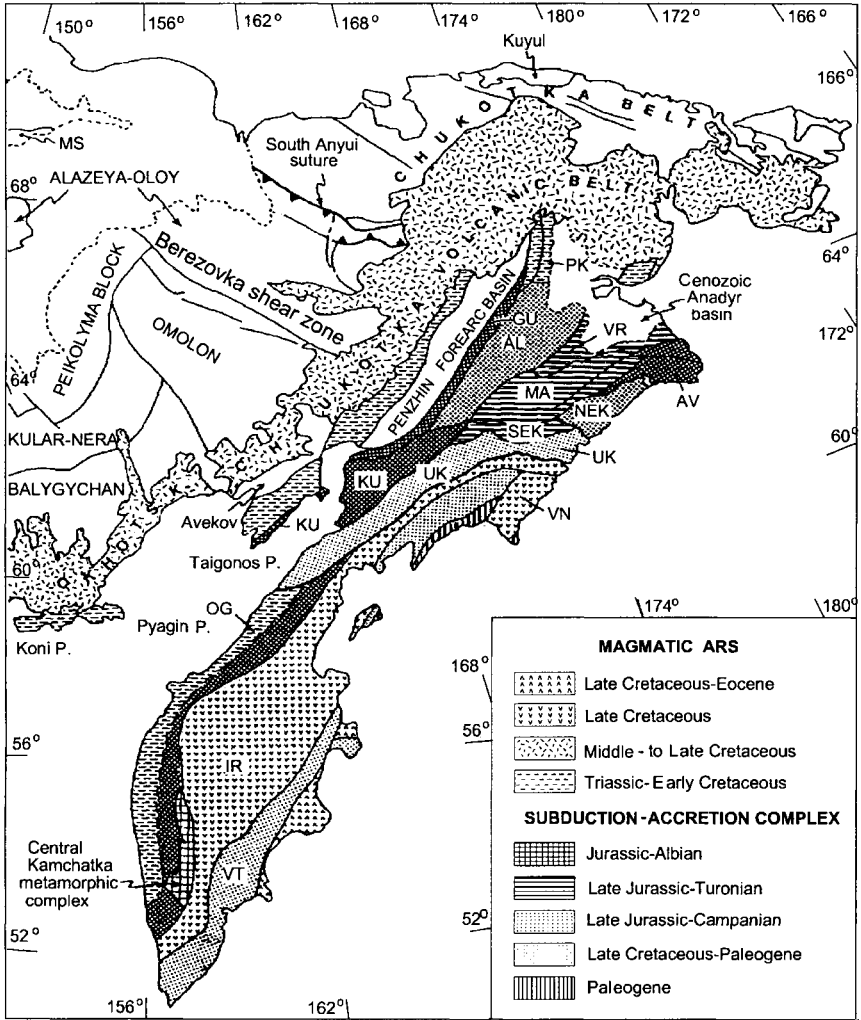 150° 156° 162° 168° 174° 180° 172° 166°
Kuyul
166°
CHUKOTKA BELT
MS
South Anyui
suture
ALAZEYA-OLOY
68°
OKHOTSK CHUKOTKA VOLCANIC BELT
64°
Berezovka shear zone
PK
Cenozoic
Anadyr
basin
PEIKOLYMA BLOCK
OMOLON
PENZHIN FOREARC BASIN
GU
VR
172°
AL
64°
MA
AV
NEK
KULAR-NERA
SEK
60°
UK
UK
BALYGYCHAN
KU
VN
Avekov
KU
Taigonos P.
60°
OG
Pyagin P.
174° 180°
Koni P.
MAGMATIC ARS
168°
Late Cretaceous-Eocene
56°
Late Cretaceous
56°
Middle- to Late Cretaceous
IR
Triassic-Early Cretaceous
SUBDUCTION-ACCRETION COMPLEX
Central
Kamchatka
metamorphic
complex
Jurassic-Albian
VT
Late Jurassic-Turonian
52°
Late Jurassic-Campanian
52°
Late Cretaceous-Paleogene
Paleogene
156° 162°